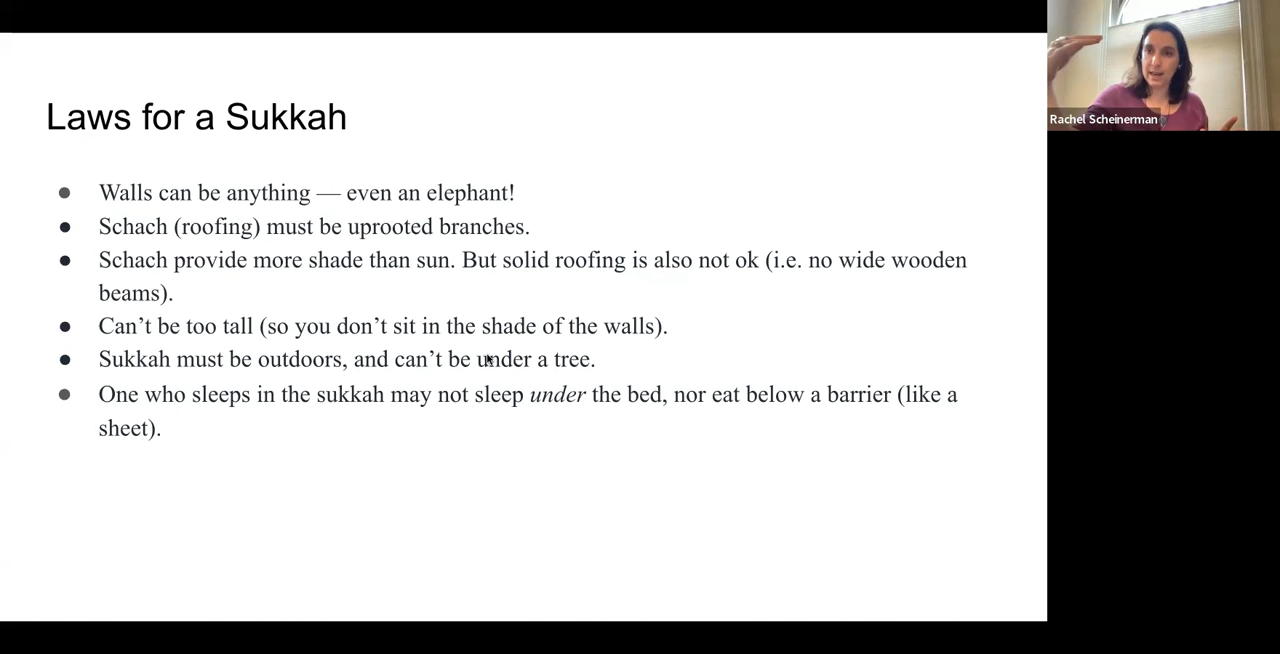 Laws for a Sukkah
● Walls can be anything — even an elephant!
● Schach (roofing) must be uprooted branches.
● Schach provide more shade than sun. But solid roofing is also not ok (i.e. no wide wooden
beams).
● Can’t be too tall (so you don’t sit in the shade of the walls).
● Sukkah must be outdoors, and can’t be under a tree.
● One who sleeps in the sukkah may not sleep under the bed, nor eat below a barrier (like a
sheet).
Rachel Scheinerman